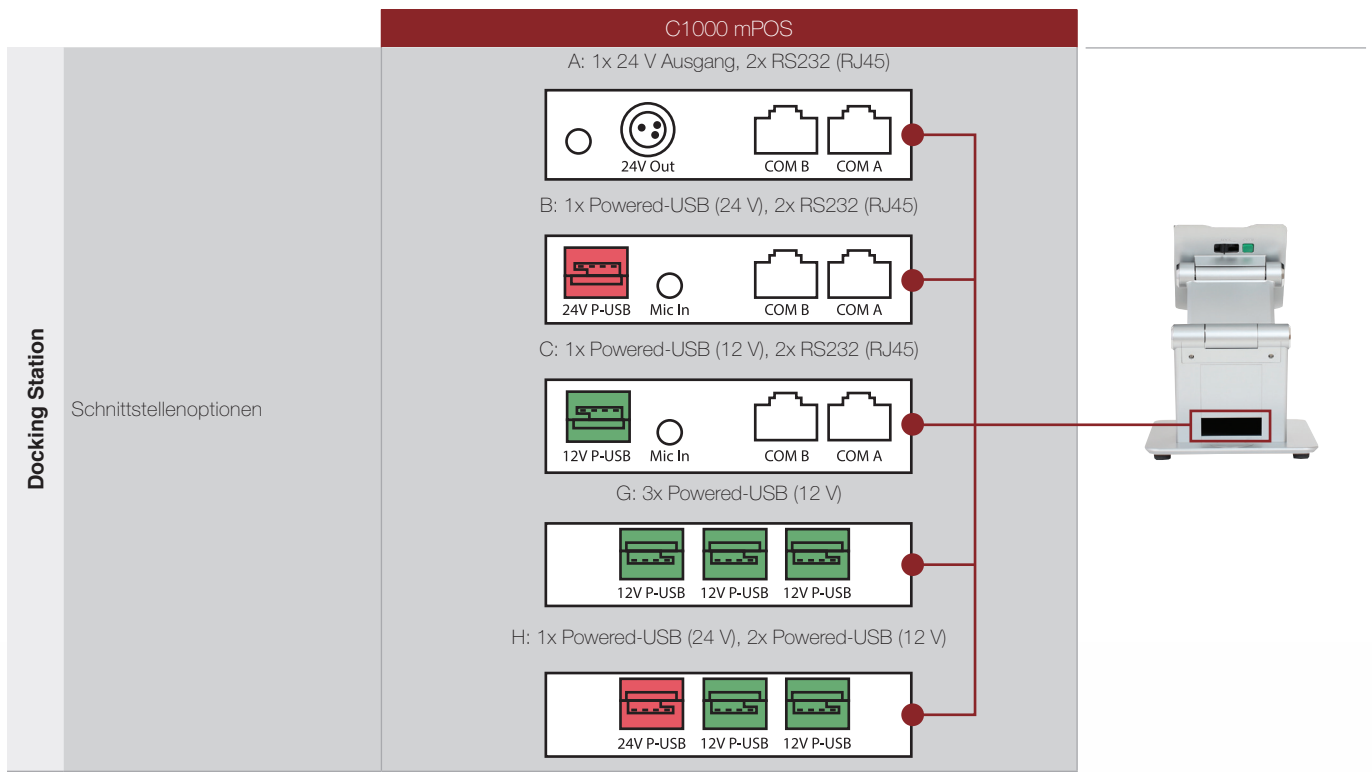 C1000 mPOS
Docking Station
Schnittstellenoptionen
A: 1x 24 V Ausgang, 2x RS232 (RJ45)
24V Out COM B COM A
B: 1x Powered-USB (24 V), 2x RS232 (RJ45)
24V P-USB Mic In COM B COM A
C: 1x Powered-USB (12 V), 2x RS232 (RJ45)
12V P-USB Mic In COM B COM A
G: 3x Powered-USB (12 V)
12V P-USB 12V P-USB 12V P-USB
H: 1x Powered-USB (24 V), 2x Powered-USB (12 V)
24V P-USB 12V P-USB 12V P-USB